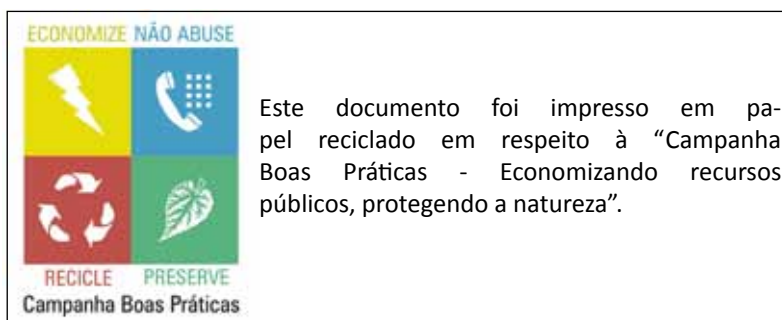 ECONOMIZE NÃO ABUSE
RECICLE PRESERVE
Campanha Boas Práticas
Este documento foi impresso em pa-
pel reciclado em respeito à “Campanha
Boas Práticas - Economizando recursos
públicos, protegendo a natureza”.